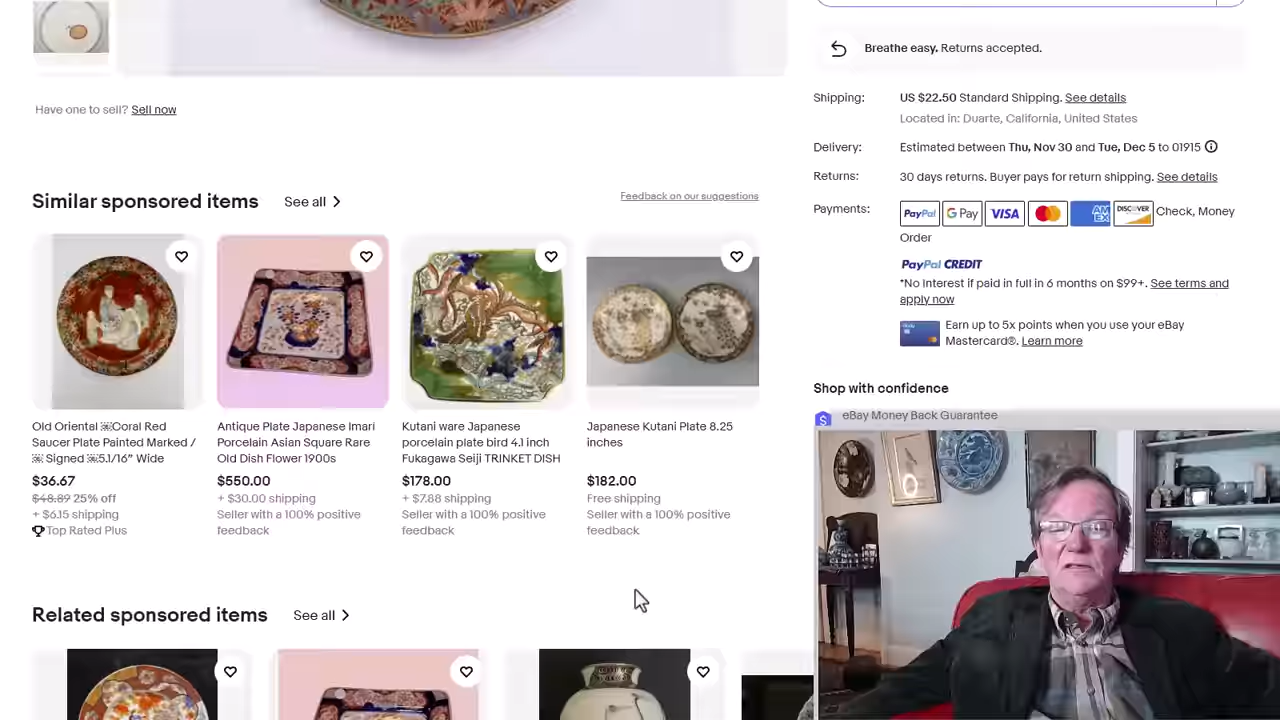 Breathe easy. Returns accepted.
Have one to sell? Sell now
Shipping: US $22.50 Standard Shipping. See details
Located in: Duarte, California, United States
Delivery: Estimated between Thu, Nov 30 and Tue, Dec 5 to 01915
Returns: 30 days returns. Buyer pays for return shipping. See details
Payments: PayPal G Pay VISA AM EX DISCOVER Check, Money
Order
PayPal CREDIT
*No Interest if paid in full in 6 months on $99+. See terms and
apply now
Earn up to 5x points when you use your eBay
Mastercard®. Learn more
Shop with confidence
eBay Money Back Guarantee
Similar sponsored items See all
Feedback on our suggestions
Old Oriental Coral Red
Saucer Plate Painted Marked /
Signed 5.1/16" Wide
$36.67
$48.89 25% off
+ $6.15 shipping
Top Rated Plus
Antique Plate Japanese Imari
Porcelain Asian Square Rare
Old Dish Flower 1900s
$550.00
+ $30.00 shipping
Seller with a 100% positive
feedback
Kutani ware Japanese
porcelain plate bird 4.1 inch
Fukagawa Seiji TRINKET DISH
$178.00
+ $7.88 shipping
Seller with a 100% positive
feedback
Japanese Kutani Plate 8.25
inches
$182.00
Free shipping
Seller with a 100% positive
feedback
Related sponsored items See all